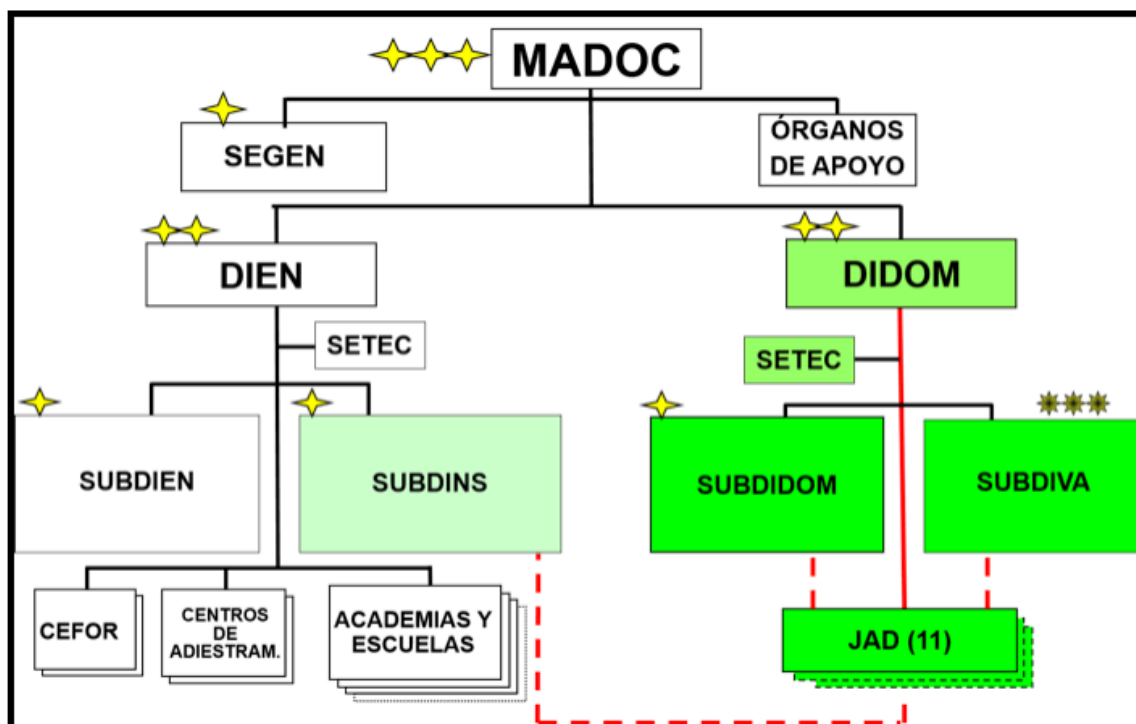 MADOC
SEGEN
ÓRGANOS
DE APOYO
DIEN
DIDOM
SETEC
SETEC
SUBDIEN
SUBDINS
SUBDIDOM
SUBDIVA
CEFOR
CENTROS
DE
ADIESTRAM.
ACADEMIAS Y
ESCUELAS
JAD (11)